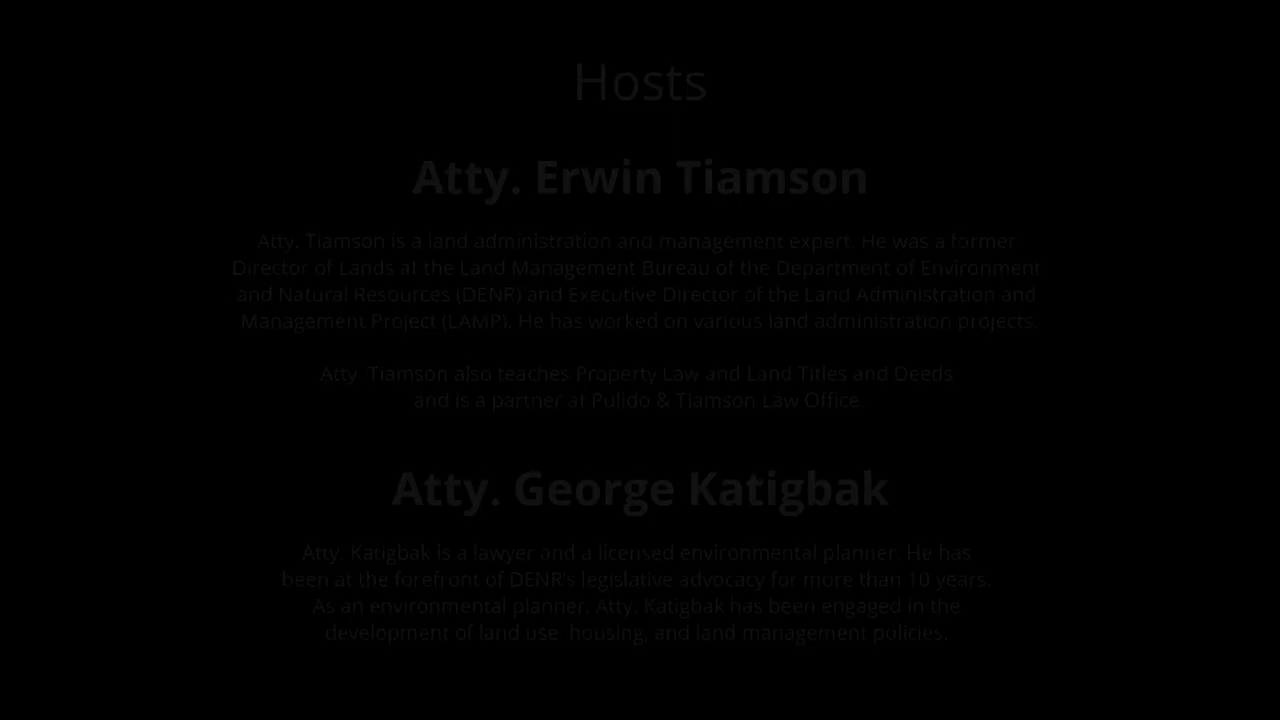 Hosts
Atty. Erwin Tiamson
Atty. Tiamson is a land administration and management expert. He was a former
Director of Lands at the Land Management Bureau of the Department of Environment
and Natural Resources (DENR) and Executive Director of the Land Administration and
Management Project (LAMP). He has worked on various land administration projects.
Atty. Tiamson also teaches Property Law and Land Titles and Deeds
and is a partner at Pulido & Tiamson Law Office.
Atty. George Katigbak
Atty. Katigbak is a lawyer and a licensed environmental planner. He has
been at the forefront of DENR's legislative advocacy for more than 10 years.
As an environmental planner, Atty. Katigbak has been engaged in the
development of land use, housing, and land management policies.